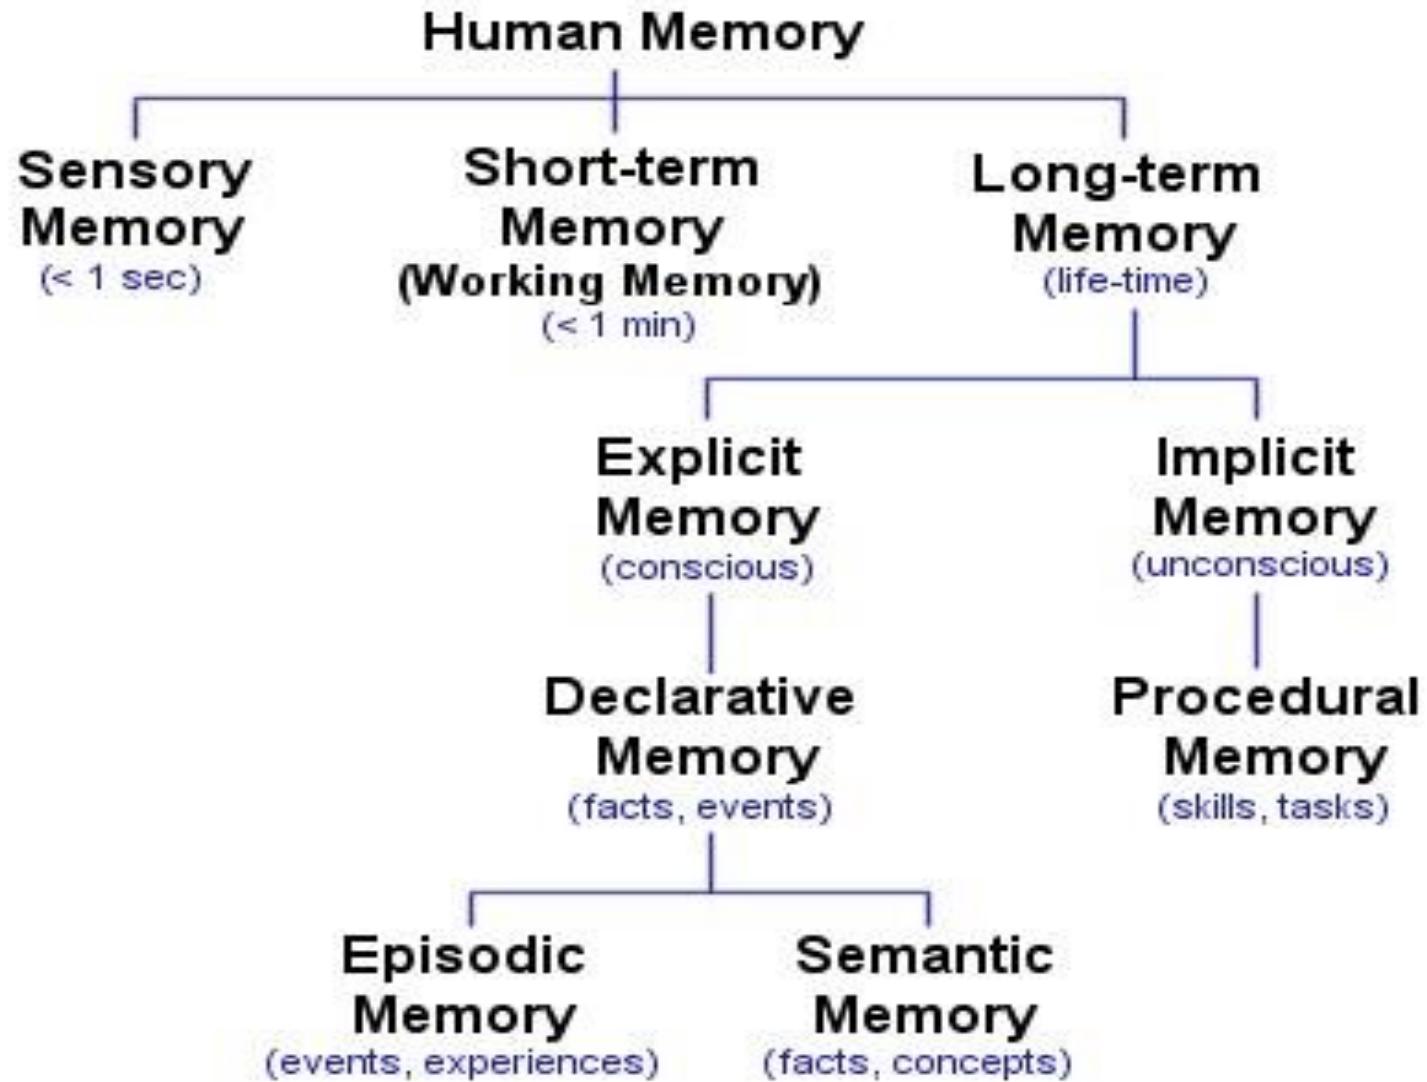 Human Memory
Sensory
Memory
(< 1 sec)
Short-term
Memory
(Working Memory)
(< 1 min)
Long-term
Memory
(life-time)
Explicit
Memory
(conscious)
Implicit
Memory
(unconscious)
Declarative
Memory
(facts, events)
Procedural
Memory
(skills, tasks)
Episodic
Memory
(events, experiences)
Semantic
Memory
(facts, concepts)